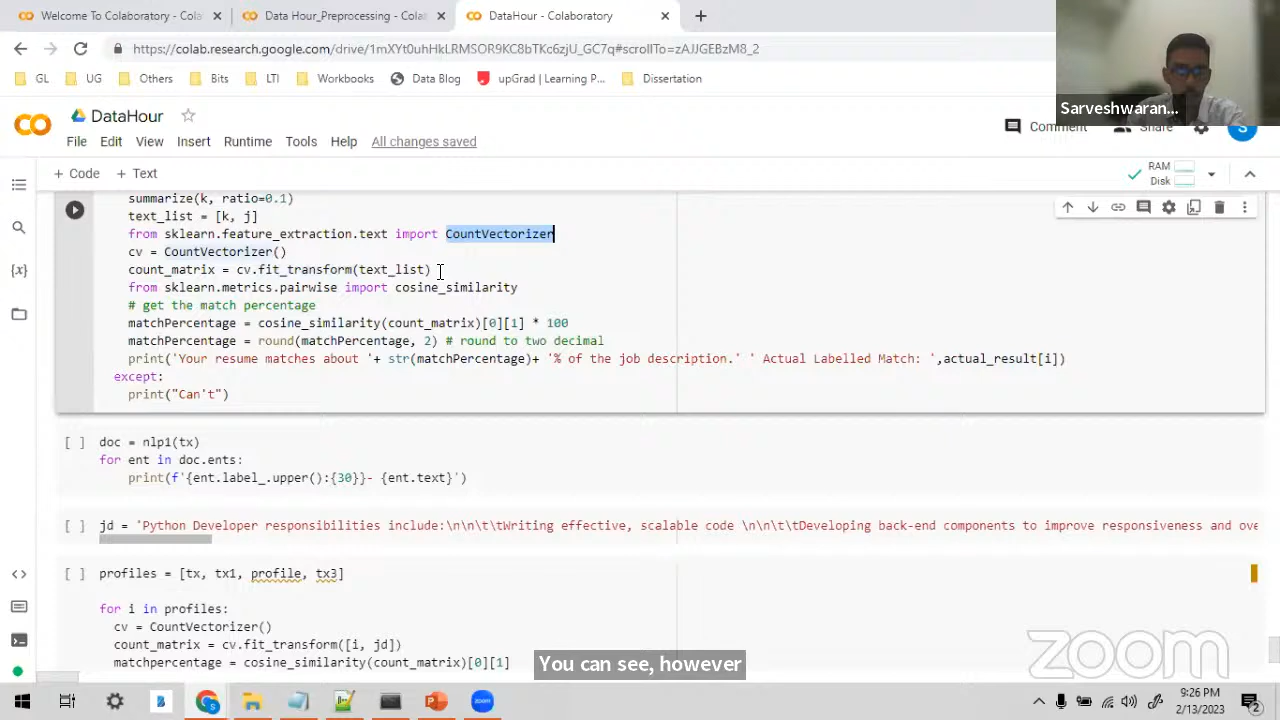 Welcome To Colaboratory - Colat
Data Hour_Preprocessing - Colat
DataHour - Colaboratory
https://colab.research.google.com/drive/1mXYt0uhHkLRMSOR9KC8bTKc6zjU_GC7q#scrollTo=zAJJGEBzM8_2
GL
UG
Others
Bits
LTI
Workbooks
Data Blog
upGrad | Learning P...
Dissertation
Sarveshwaran...
DataHour
Comment
Share
S
File Edit View Insert Runtime Tools Help All changes saved
+ Code + Text
RAM
Disk
summarize(k, ratio=0.1)
text_list = [k, j]
from sklearn.feature_extraction.text import CountVectorizer
cv = CountVectorizer()
count_matrix = cv.fit_transform(text_list)
from sklearn.metrics.pairwise import cosine_similarity
# get the match percentage
matchPercentage = cosine_similarity(count_matrix)[0][1] * 100
matchPercentage = round(matchPercentage, 2) # round to two decimal
print('Your resume matches about '+ str(matchPercentage)+ '% of the job description.' ' Actual Labelled Match: ',actual_result[i])
except:
print("Can't")
[ ] doc = nlp1(tx)
for ent in doc.ents:
print(f'{ent.label_.upper():{30}}- {ent.text}')
[ ] jd = 'Python Developer responsibilities include:\n\n\t\tWriting effective, scalable code \n\n\t\tDeveloping back-end components to improve responsiveness and ove
[ ] profiles = [tx, tx1, profile, tx3]
for i in profiles:
cv = CountVectorizer()
count_matrix = cv.fit_transform([i, jd])
matchpercentage = cosine_similarity(count_matrix)[0][1]
You can see, however
zoom
zoom
9:26 PM
2/13/2023
2